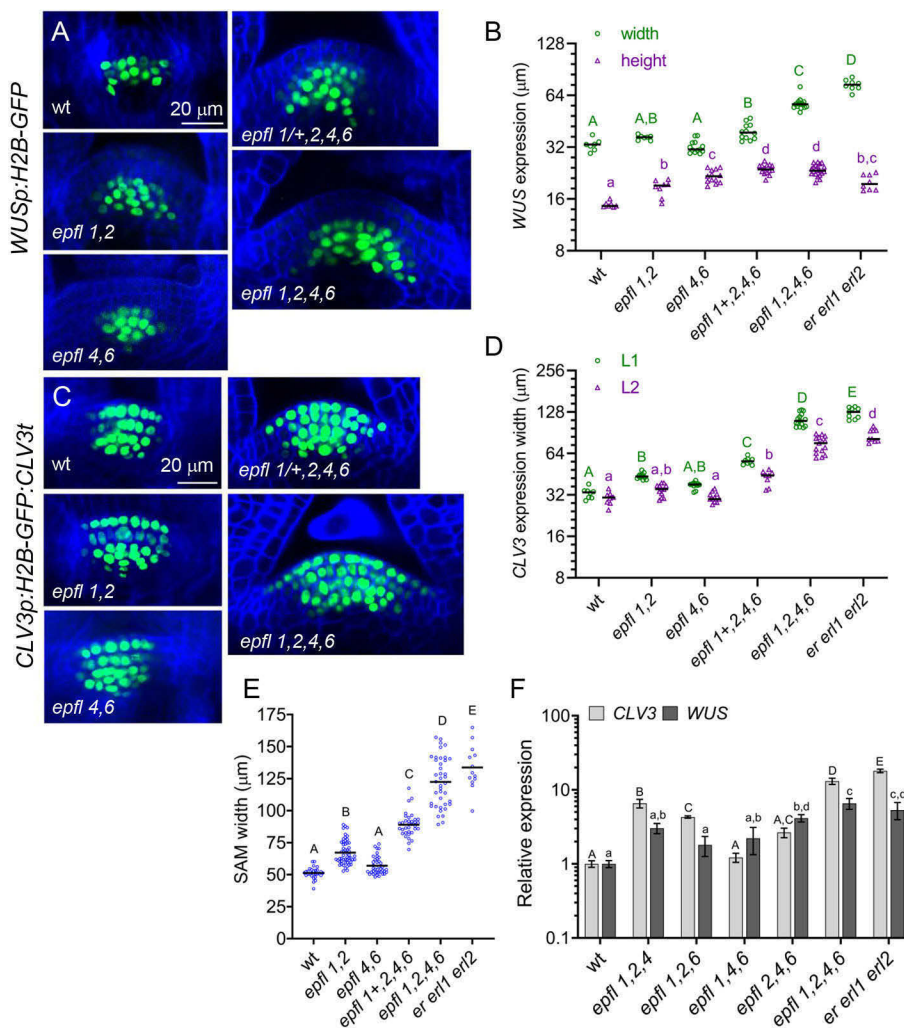 A
WUSp:H2B-GFP
wt
20 μm
epfl 1/+,2,4,6
epfl 1,2
epfl 1,2,4,6
epfl 4,6
B
width
height
WUS expression (μm)
128
64
32
16
8
A
A,B
A
B
C
D
a
b
c
d
d
b,c
wt
epfl 1,2
epfl 4,6
epfl 1+,2,4,6
epfl 1,2,4,6
er erl1 erl2
C
CLV3p:H2B-GFP:CLV3t
wt
20 μm
epfl 1/+,2,4,6
epfl 1,2
epfl 1,2,4,6
epfl 4,6
D
L1
L2
CLV3 expression width (μm)
256
128
64
32
16
8
A
B
A,B
C
D
E
a
a,b
a
b
c
d
wt
epfl 1,2
epfl 4,6
epfl 1+,2,4,6
epfl 1,2,4,6
er erl1 erl2
E
SAM width (μm)
175
150
125
100
75
50
25
0
A
B
A
C
D
E
wt
epfl 1,2
epfl 4,6
epfl 1+,2,4,6
epfl 1,2,4,6
er erl1 erl2
F
CLV3 WUS
Relative expression
100
10
1
0.1
A
a
B
a,b
C
a
A
a,b
A,C
b,d
D
c
E
c,d
wt
epfl 1,2,4
epfl 1,2,6
epfl 1,4,6
epfl 2,4,6
epfl 1,2,4,6
er erl1 erl2